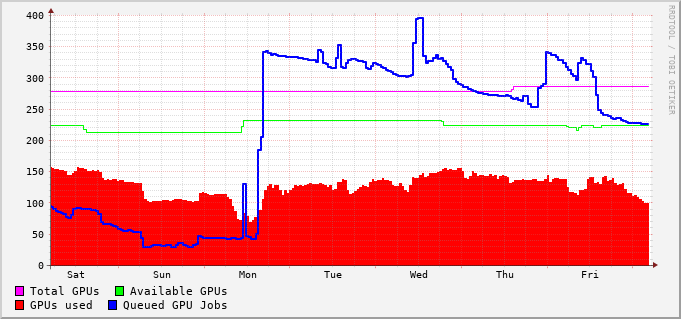 400
350
300
250
200
150
100
50
0
Sat Sun Mon Tue Wed Thu Fri
Total GPUs Available GPUs
GPUs used Queued GPU Jobs
RRDTOOL / TOBI OETIKER